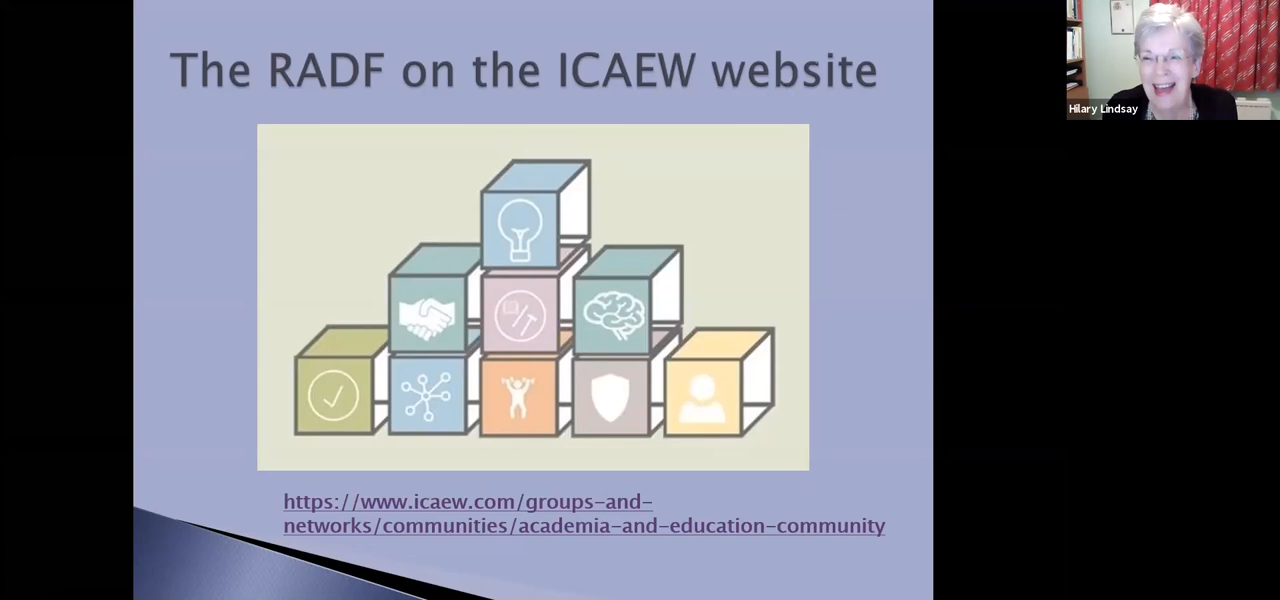 The RADF on the ICAEW website
Hilary Lindsay
https://www.icaew.com/groups-and-
networks/communities/academia-and-education-community